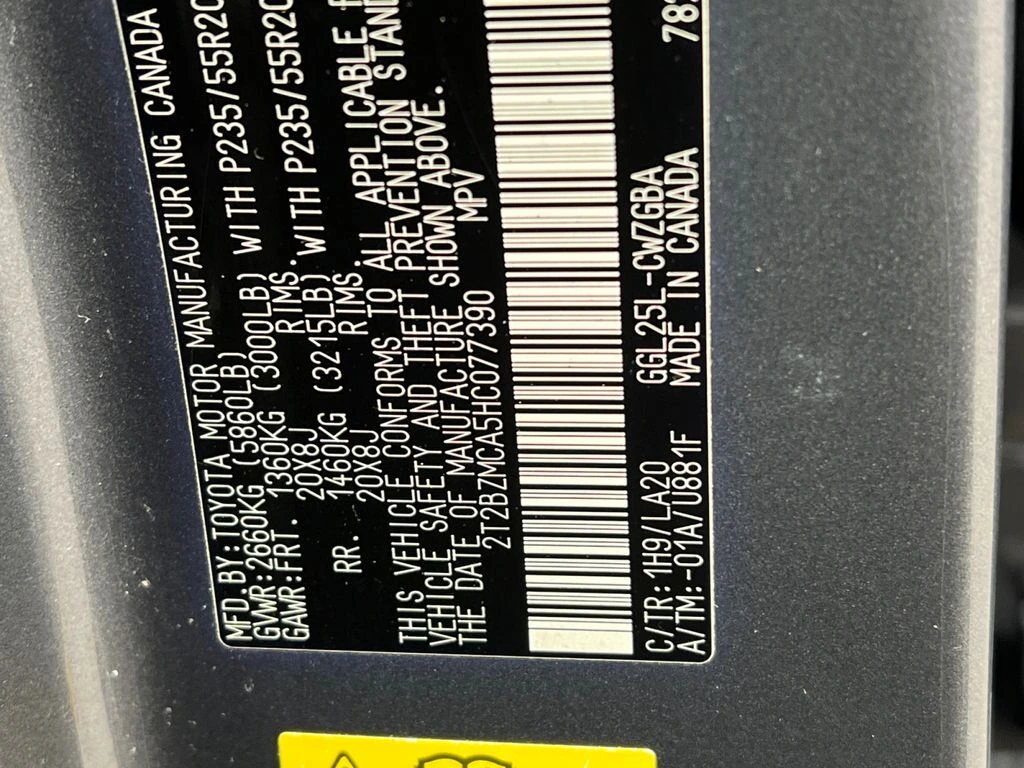 MFD.BY:TOYOTA MOTOR MANUFACTURING CANADA
GVWR:2660KG (5860LB)
GAWR:FRT. 1360KG (3000LB) WITH P235/55R20
20X8J RIMS.
RR. 1460KG (3215LB) WITH P235/55R20
20X8J RIMS.
THIS VEHICLE CONFORMS TO ALL APPLICABLE
VEHICLE SAFETY AND THEFT PREVENTION STAND
THE DATE OF MANUFACTURE SHOWN ABOVE.
2T2BZMCA5HC077390 MPV
C/TR:1H9/LA20 GGL25L-CWZGBA 78
A/TM:-01A/U881F MADE IN CANADA